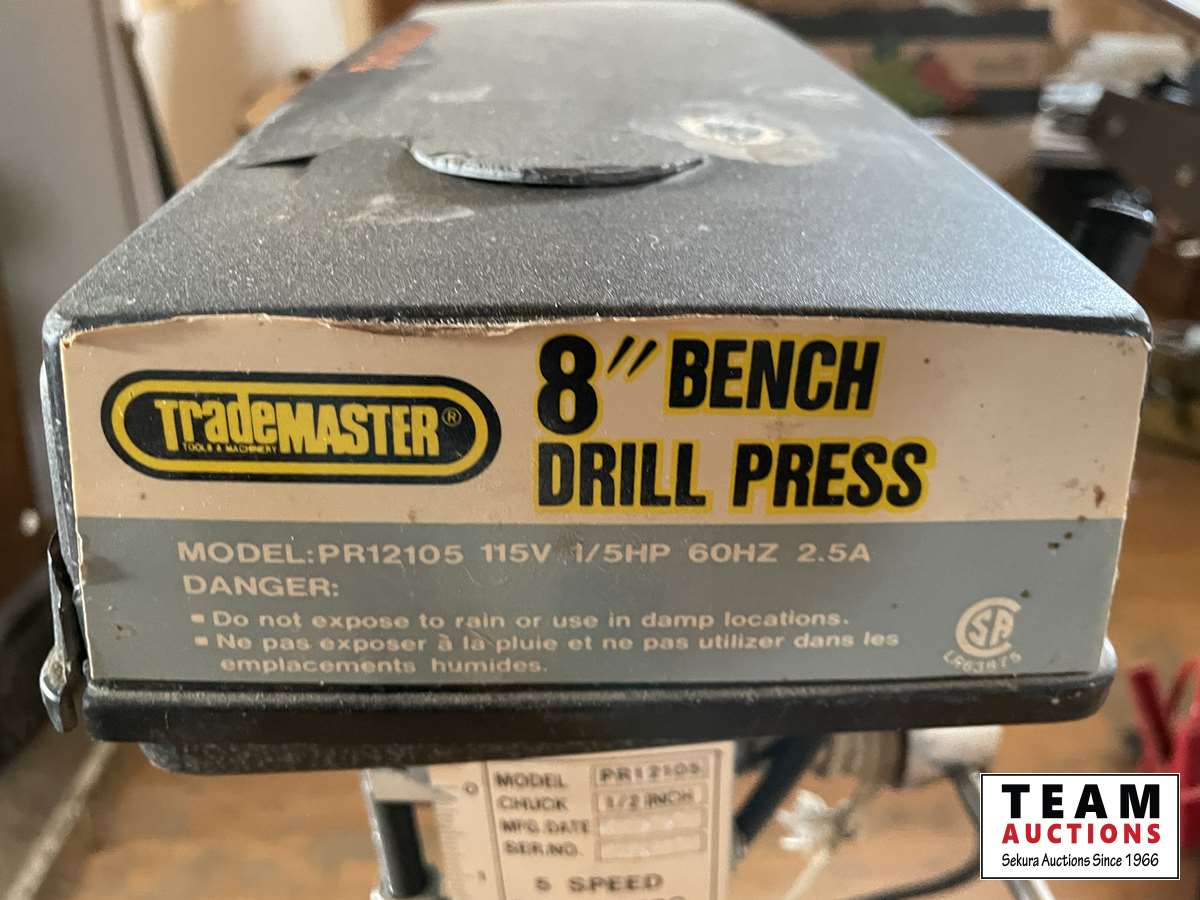 TradeMASTER®
TOOLS & MACHINERY
8" BENCH
DRILL PRESS
MODEL:PR12105 115V 1/5HP 60HZ 2.5A
DANGER:
▪ Do not expose to rain or use in damp locations.
▪ Ne pas exposer à la pluie et ne pas utiliser dans les
emplacements humides.
LR63875
0
MODEL PR12105
CHUCK 1/2 INCH
MFG.DATE
SER.NO.
1
5 SPEED
TEAM
AUCTIONS
Sekura Auctions Since 1966